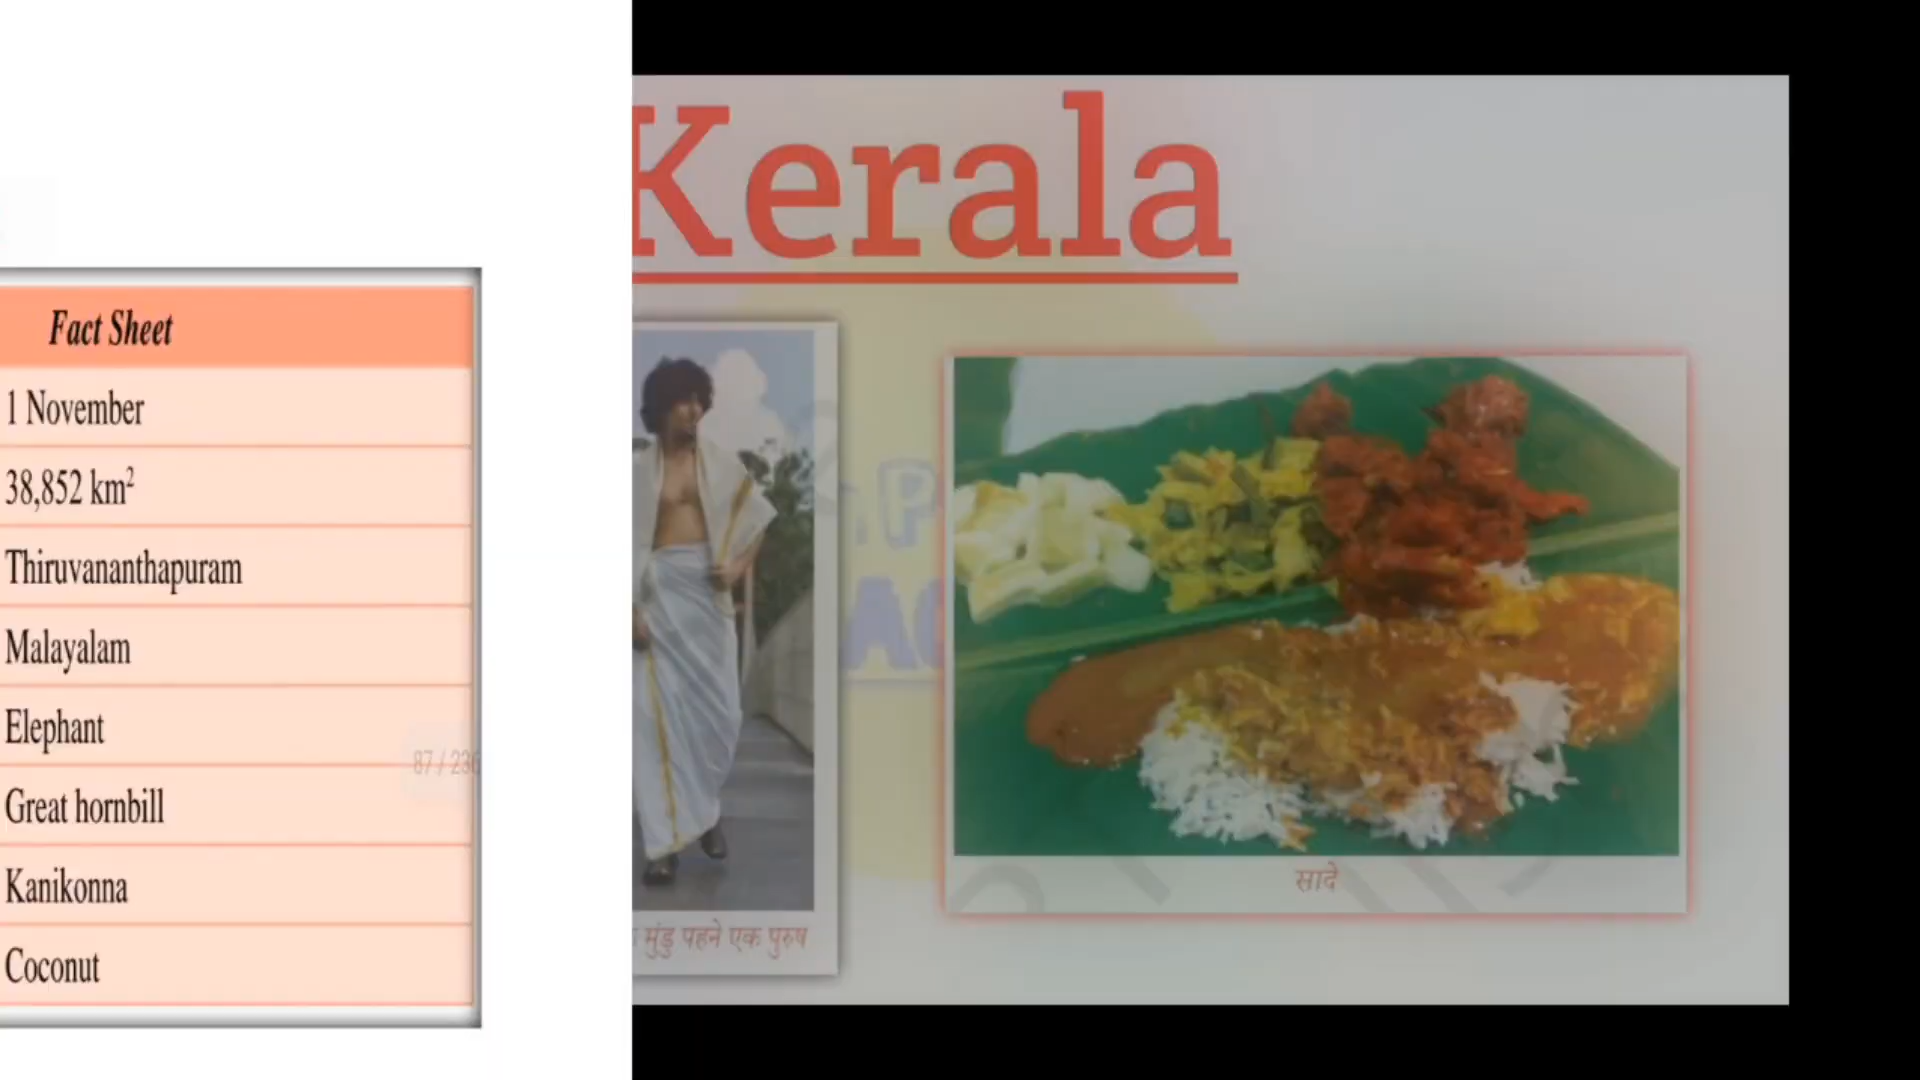 Fact Sheet
1 November
38,852 km²
Thiruvananthapuram
Malayalam
Elephant
Great hornbill
Kanikonna
Coconut
87 / 236
Kerala
मुंडु पहने एक पुरुष
सादे